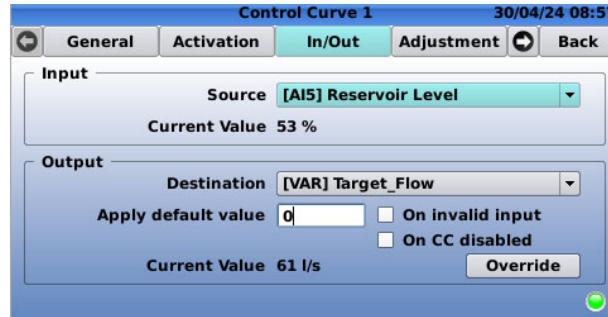 Control Curve 1 30/04/24 08:5
General Activation In/Out Adjustment Back
Input
Source [AI5] Reservoir Level
Current Value 53 %
Output
Destination [VAR] Target_Flow
Apply default value 0 On invalid input
On CC disabled
Current Value 61 l/s Override